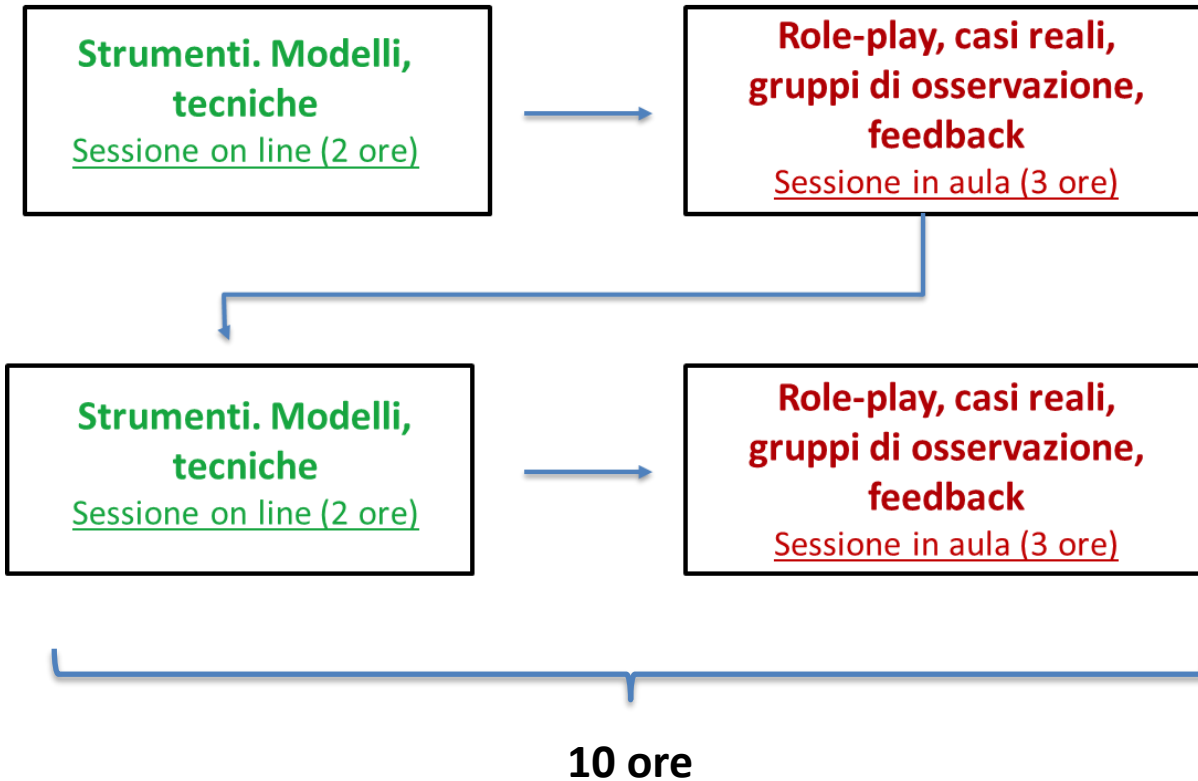 Strumenti. Modelli,
tecniche
Sessione on line (2 ore)
Role-play, casi reali,
gruppi di osservazione,
feedback
Sessione in aula (3 ore)
Strumenti. Modelli,
tecniche
Sessione on line (2 ore)
Role-play, casi reali,
gruppi di osservazione,
feedback
Sessione in aula (3 ore)
10 ore